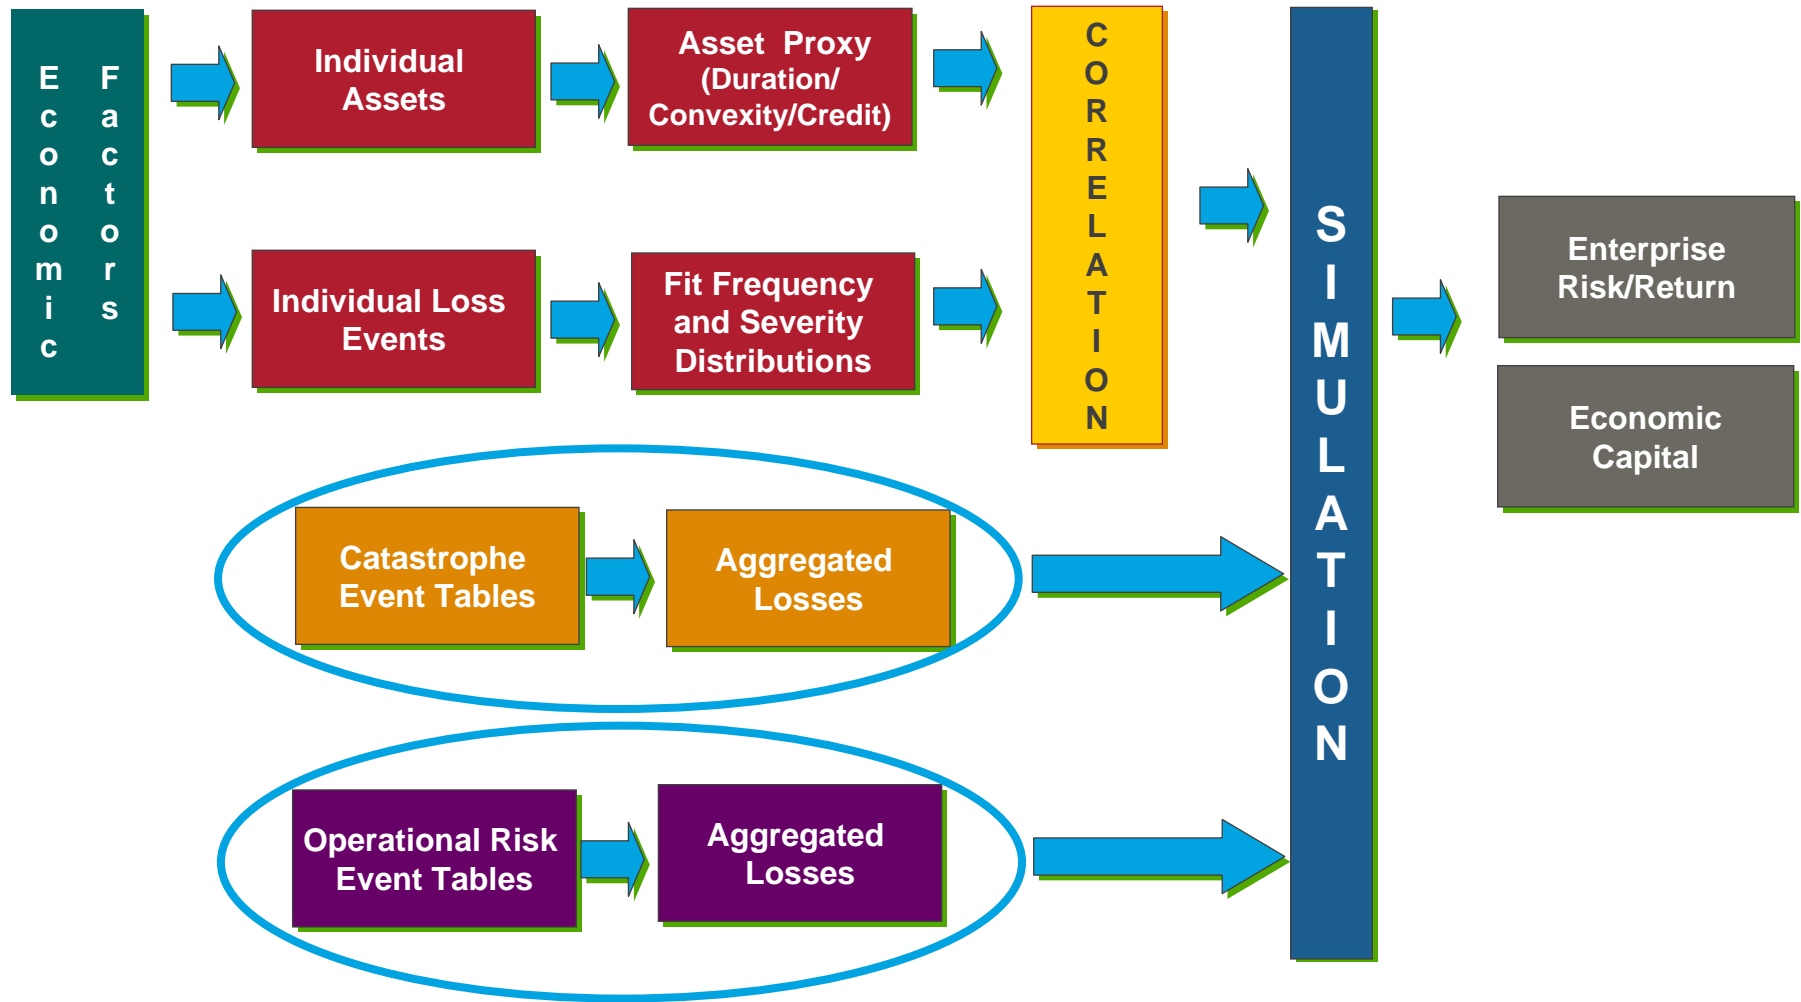 Economic
Factors
Individual
Assets
Asset Proxy
(Duration/
Convexity/Credit)
CORRELATION
Individual Loss
Events
Fit Frequency
and Severity
Distributions
SIMULATION
Enterprise
Risk/Return
Economic
Capital
Catastrophe
Event Tables
Aggregated
Losses
Operational Risk
Event Tables
Aggregated
Losses